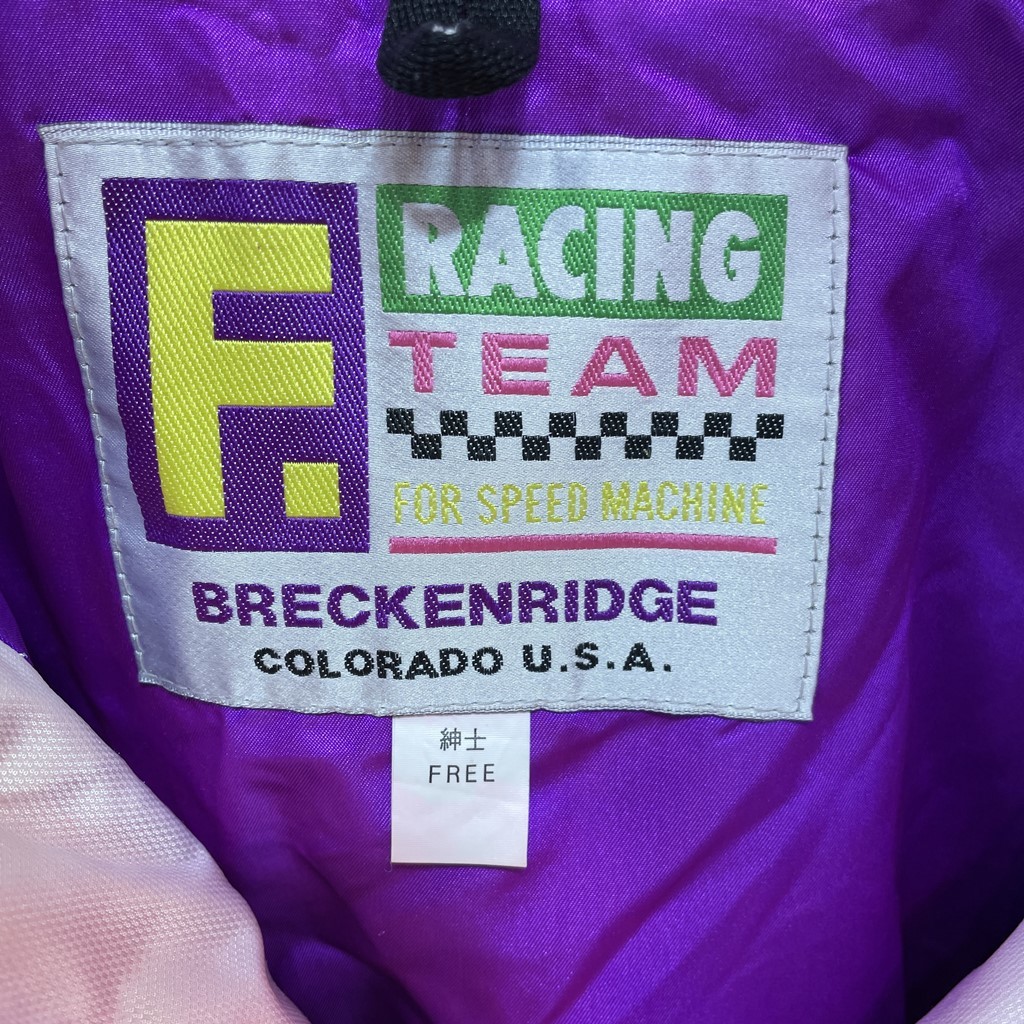 F.
RACING
TEAM
FOR SPEED MACHINE
BRECKENRIDGE
COLORADO U.S.A.
紳士
FREE